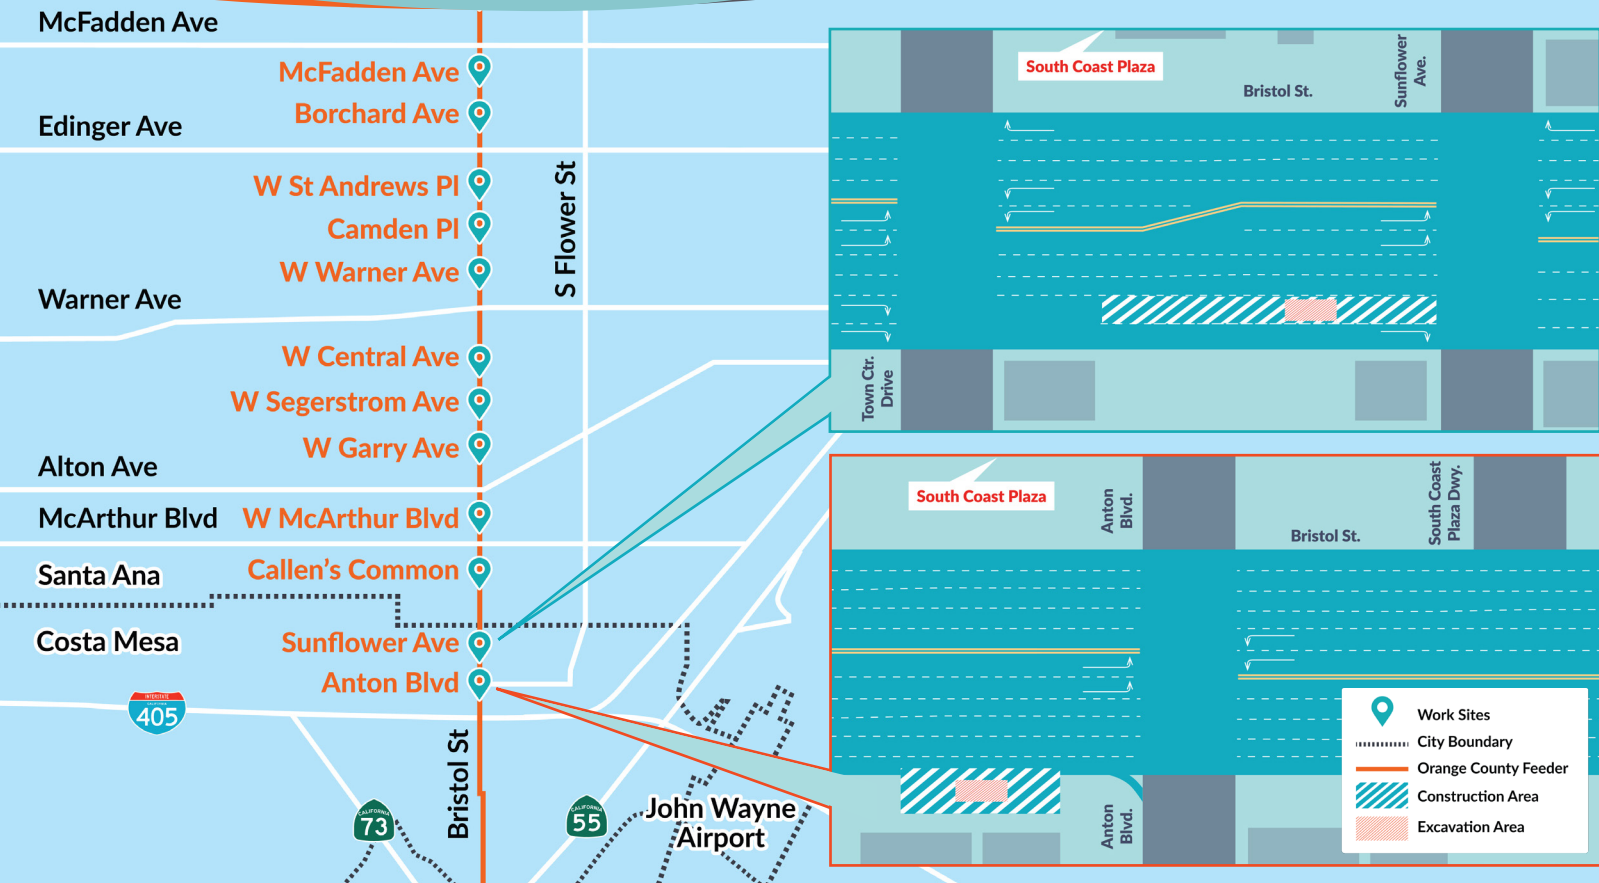 McFadden Ave
McFadden Ave
Borchard Ave
Edinger Ave
W St Andrews Pl
Camden Pl
W Warner Ave
S Flower St
Warner Ave
W Central Ave
W Segerstrom Ave
W Garry Ave
Alton Ave
McArthur Blvd
W McArthur Blvd
Callen's Common
Santa Ana
Costa Mesa
Sunflower Ave
Anton Blvd
INTERSTATE
CALIFORNIA
405
Bristol St
CALIFORNIA
73
CALIFORNIA
55
John Wayne
Airport
South Coast Plaza
Bristol St.
Sunflower
Ave.
Town Ctr.
Drive
South Coast Plaza
Anton
Blvd.
Bristol St.
South Coast
Plaza Dwy.
Anton
Blvd.
Work Sites
City Boundary
Orange County Feeder
Construction Area
Excavation Area